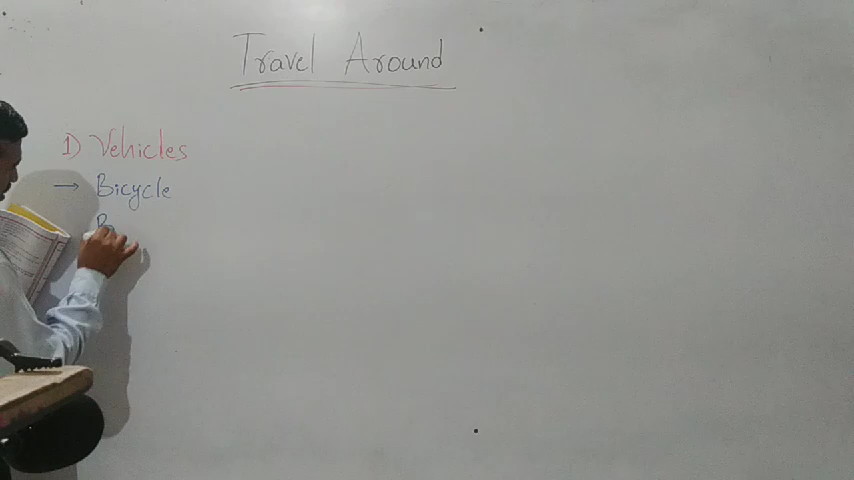 Travel Around
1) Vehicles
→ Bicycle
B